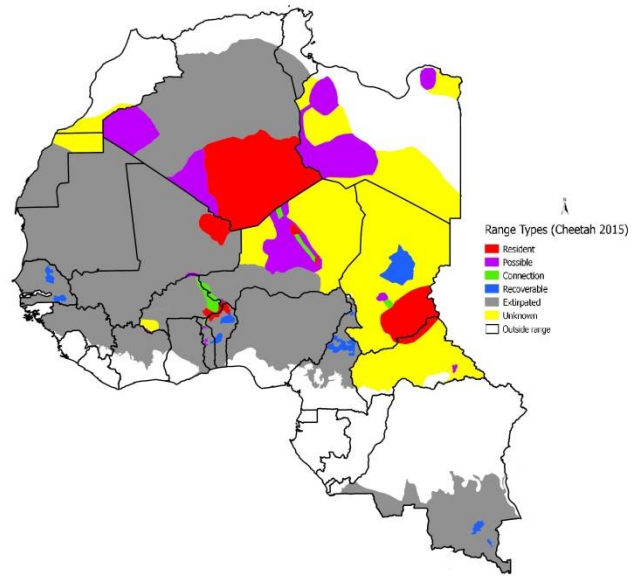 N
Range Types (Cheetah 2015)
Resident
Possible
Connection
Recoverable
Extirpated
Unknown
Outside range